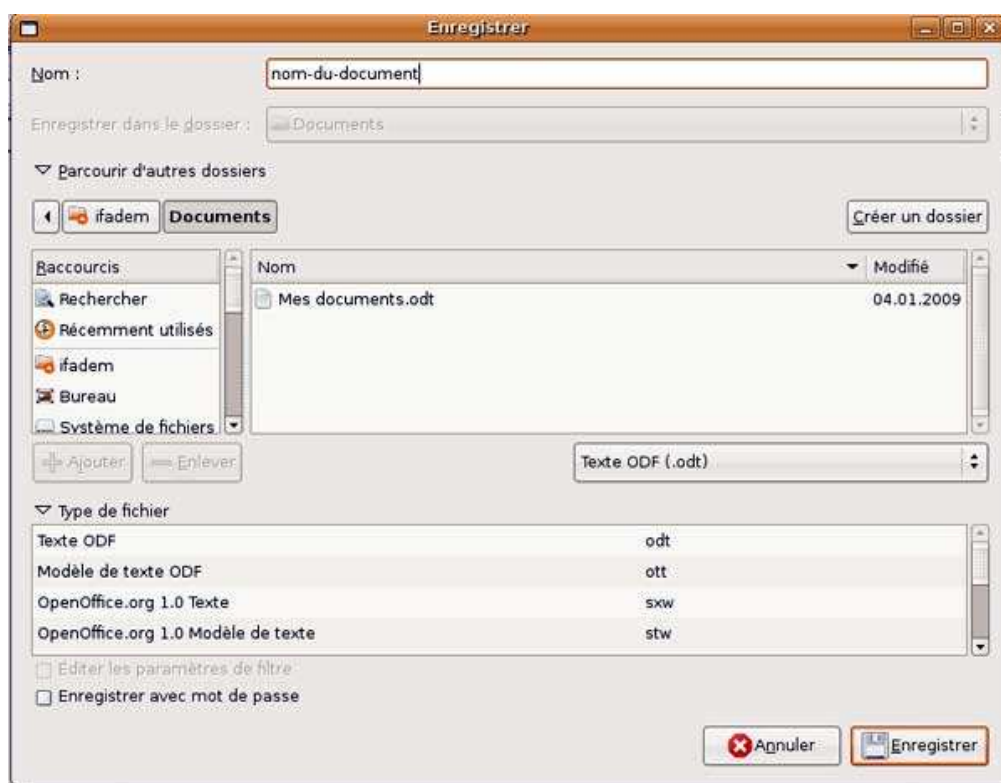 Enregistrer
Nom : nom-du-document
Enregistrer dans le dossier : Documents
Parcourir d'autres dossiers
ifadem Documents Créer un dossier
Raccourcis Nom Modifié
Rechercher Mes documents.odt 04.01.2009
Récemment utilisés
ifadem
Bureau
Système de fichiers
Ajouter Enlever Texte ODF (.odt)
Type de fichier
Texte ODF odt
Modèle de texte ODF ott
OpenOffice.org 1.0 Texte sxw
OpenOffice.org 1.0 Modèle de texte stw
Éditer les paramètres de filtre
Enregistrer avec mot de passe
Annuler Enregistrer